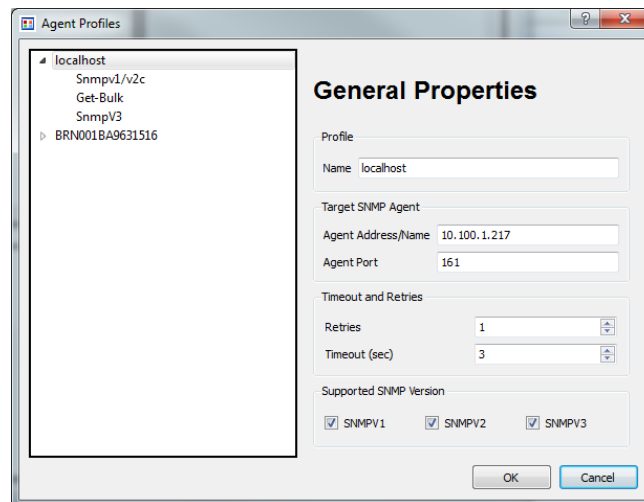 Agent Profiles
localhost
Snmpv1/v2c
Get-Bulk
SnmpV3
BRN001BA9631516
General Properties
Profile
Name localhost
Target SNMP Agent
Agent Address/Name 10.100.1.217
Agent Port 161
Timeout and Retries
Retries 1
Timeout (sec) 3
Supported SNMP Version
SNMPV1 SNMPV2 SNMPV3
OK Cancel